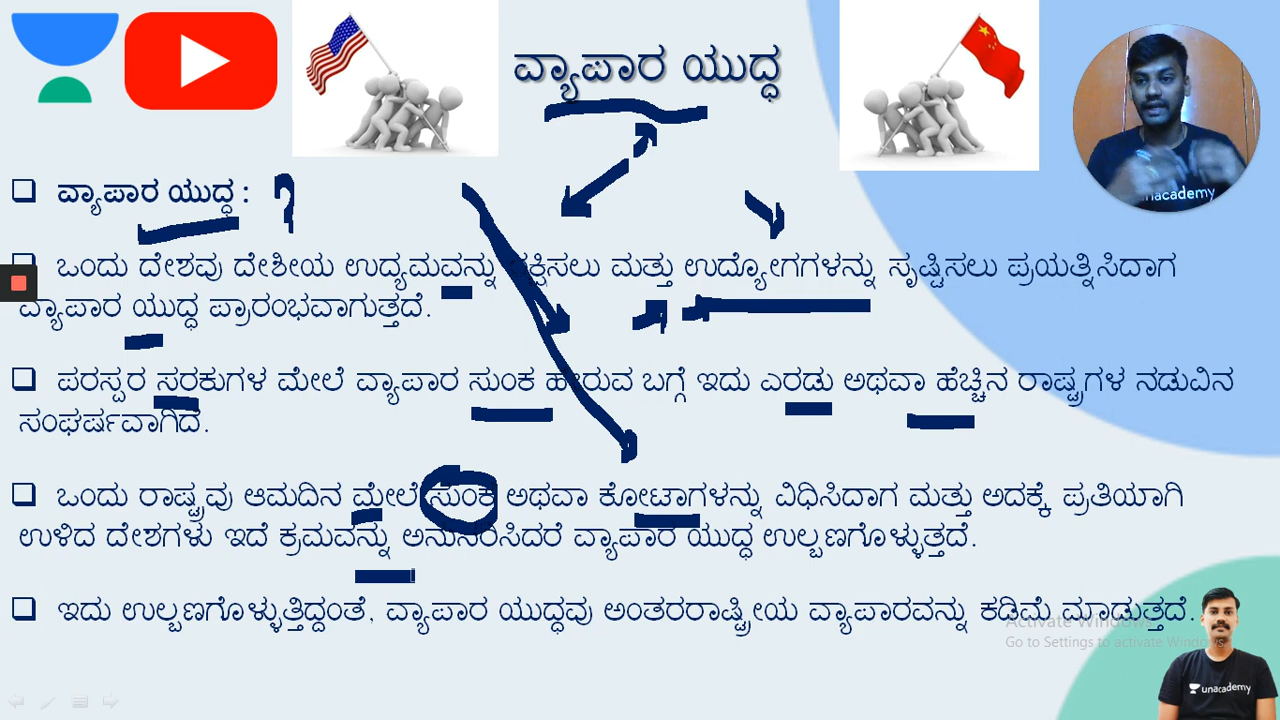 ವ್ಯಾಪಾರ ಯುದ್ಧ
unacademy
ವ್ಯಾಪಾರ ಯುದ್ಧ : ?
ಒಂದು ದೇಶವು ದೇಶೀಯ ಉದ್ಯಮವನ್ನು ರಕ್ಷಿಸಲು ಮತ್ತು ಉದ್ಯೋಗಗಳನ್ನು ಸೃಷ್ಟಿಸಲು ಪ್ರಯತ್ನಿಸಿದಾಗ
ವ್ಯಾಪಾರ ಯುದ್ಧ ಪ್ರಾರಂಭವಾಗುತ್ತದೆ.
ಪರಸ್ಪರ ಸರಕುಗಳ ಮೇಲೆ ವ್ಯಾಪಾರ ಸುಂಕ ಹೇರುವ ಬಗ್ಗೆ ಇದು ಎರಡು ಅಥವಾ ಹೆಚ್ಚಿನ ರಾಷ್ಟ್ರಗಳ ನಡುವಿನ
ಸಂಘರ್ಷವಾಗಿದೆ.
ಒಂದು ರಾಷ್ಟ್ರವು ಆಮದಿನ ಮೇಲೆ ಸುಂಕ ಅಥವಾ ಕೋಟಾಗಳನ್ನು ವಿಧಿಸಿದಾಗ ಮತ್ತು ಅದಕ್ಕೆ ಪ್ರತಿಯಾಗಿ
ಉಳಿದ ದೇಶಗಳು ಇದೆ ಕ್ರಮವನ್ನು ಅನುಸರಿಸಿದರೆ ವ್ಯಾಪಾರ ಯುದ್ಧ ಉಲ್ಬಣಗೊಳ್ಳುತ್ತದೆ.
ಇದು ಉಲ್ಬಣಗೊಳ್ಳುತ್ತಿದ್ದಂತೆ, ವ್ಯಾಪಾರ ಯುದ್ಧವು ಅಂತರರಾಷ್ಟ್ರೀಯ ವ್ಯಾಪಾರವನ್ನು ಕಡಿಮೆ ಮಾಡುತ್ತದೆ.
Activate Windows
Go to Settings to activate Windows.
unacademy